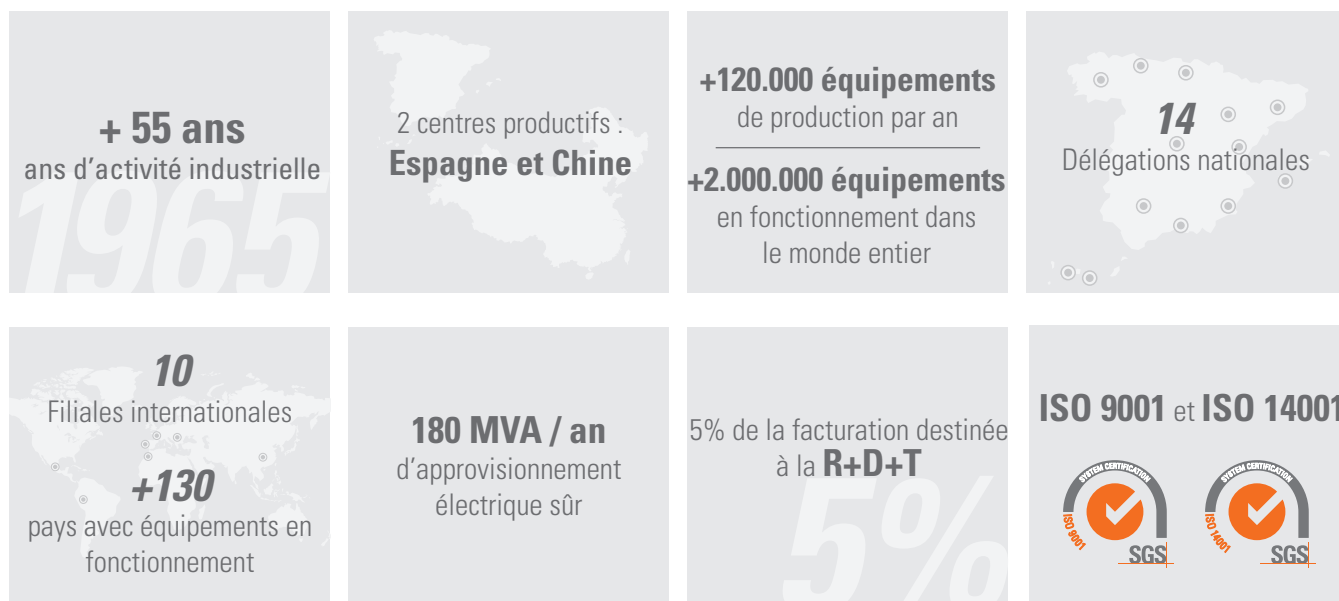 + 55 ans
ans d'activité industrielle
1965
2 centres productifs :
Espagne et Chine
+120.000 équipements
de production par an
+2.000.000 équipements
en fonctionnement dans
le monde entier
14
Délégations nationales
10
Filiales internationales
+130
pays avec équipements en
fonctionnement
180 MVA / an
d'approvisionnement
électrique sûr
5% de la facturation destinée
à la R+D+T
5%
ISO 9001 et ISO 14001
SYSTEM CERTIFICATION
ISO 9001
SGS
SYSTEM CERTIFICATION
ISO 14001
SGS